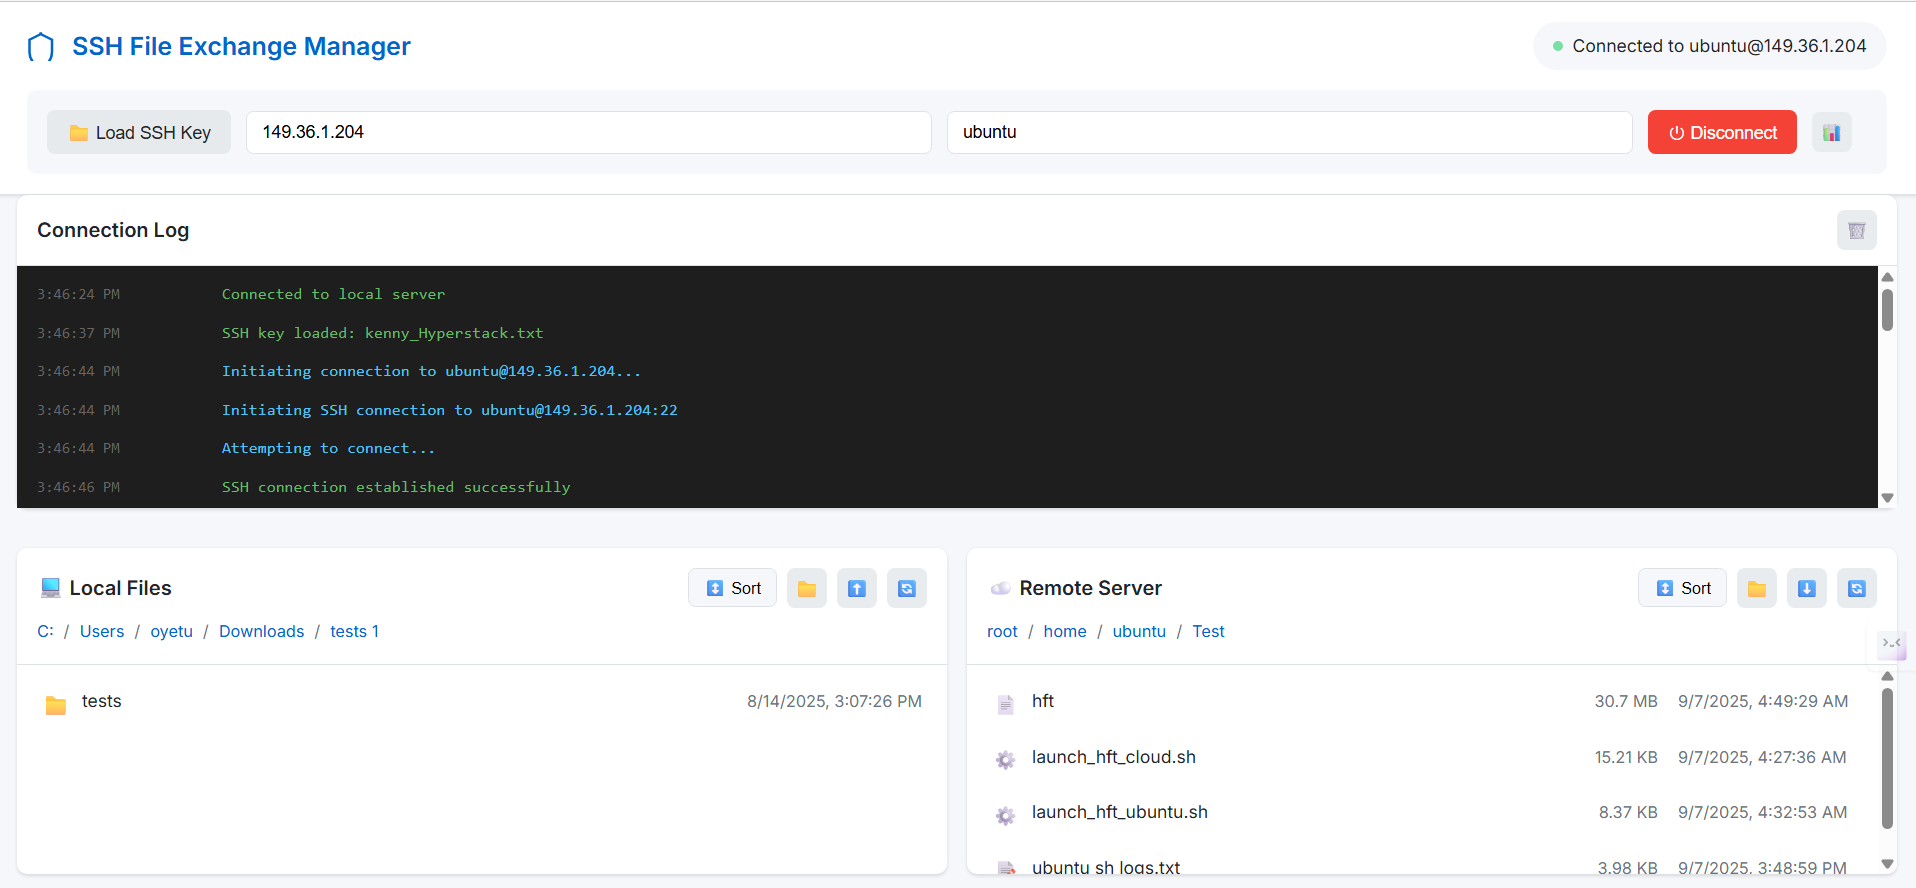 SSH File Exchange Manager
Connected to ubuntu@149.36.1.204
Load SSH Key
149.36.1.204
ubuntu
Disconnect
Connection Log
3:46:24 PM Connected to local server
3:46:37 PM SSH key loaded: kenny_Hyperstack.txt
3:46:44 PM Initiating connection to ubuntu@149.36.1.204...
3:46:44 PM Initiating SSH connection to ubuntu@149.36.1.204:22
3:46:44 PM Attempting to connect...
3:46:46 PM SSH connection established successfully
Local Files
Sort
C: / Users / oyetu / Downloads / tests 1
tests 8/14/2025, 3:07:26 PM
Remote Server
Sort
root / home / ubuntu / Test
hft 30.7 MB 9/7/2025, 4:49:29 AM
launch_hft_cloud.sh 15.21 KB 9/7/2025, 4:27:36 AM
launch_hft_ubuntu.sh 8.37 KB 9/7/2025, 4:32:53 AM
ubuntu sh logs.txt 3.98 KB 9/7/2025, 3:48:59 PM